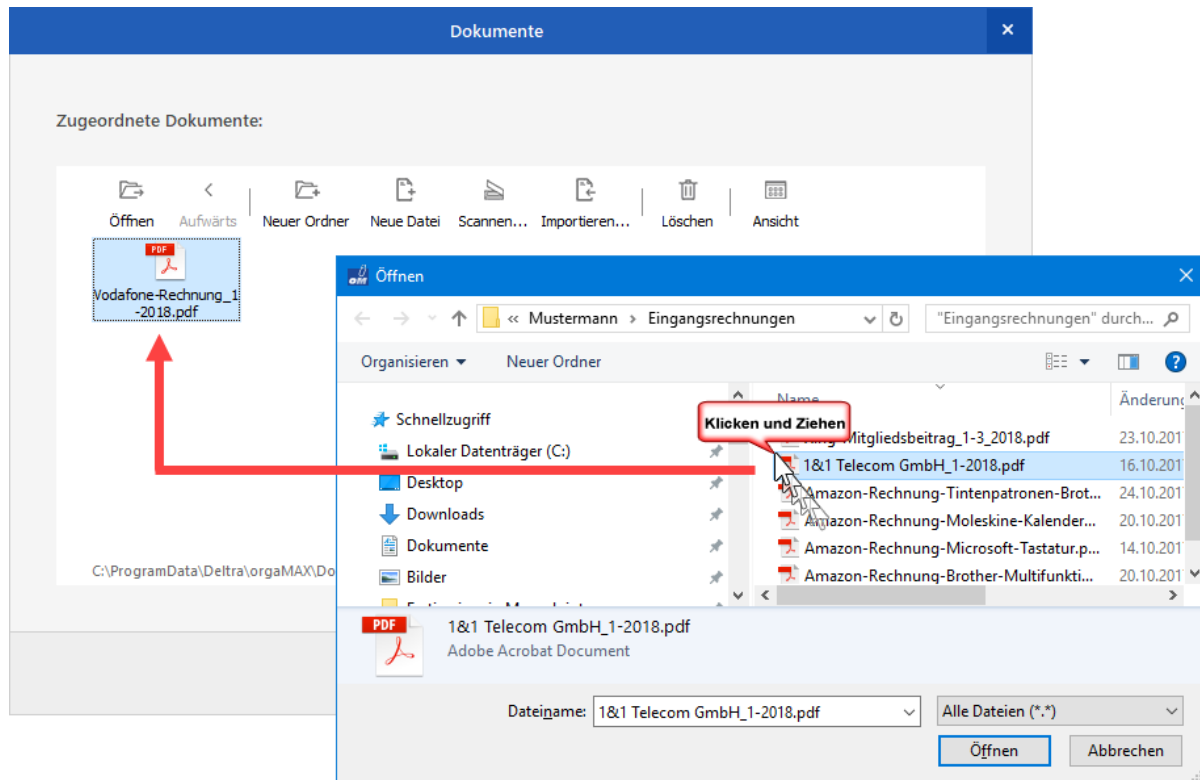 Dokumente
Zugeordnete Dokumente:
Öffnen Aufwärts Neuer Ordner Neue Datei Scannen... Importieren... Löschen Ansicht
PDF
Vodafone-Rechnung_1
-2018.pdf
C:\ProgramData\Deltra\orgaMAX\Do
Öffnen
« Mustermann > Eingangsrechnungen
"Eingangsrechnungen" durch...
Organisieren Neuer Ordner
Name Änderung
Schnellzugriff
Lokaler Datenträger (C:)
Desktop
Downloads
Dokumente
Bilder
Klicken und Ziehen
-Mitgliedsbeitrag_1-3_2018.pdf 23.10.201
1&1 Telecom GmbH_1-2018.pdf 16.10.201
Amazon-Rechnung-Tintenpatronen-Brot... 24.10.201
Amazon-Rechnung-Moleskine-Kalender... 20.10.201
Amazon-Rechnung-Microsoft-Tastatur.p... 14.10.201
Amazon-Rechnung-Brother-Multifunkti... 20.10.201
PDF
1&1 Telecom GmbH_1-2018.pdf
Adobe Acrobat Document
Dateiname: 1&1 Telecom GmbH_1-2018.pdf
Alle Dateien (*.*)
Öffnen Abbrechen